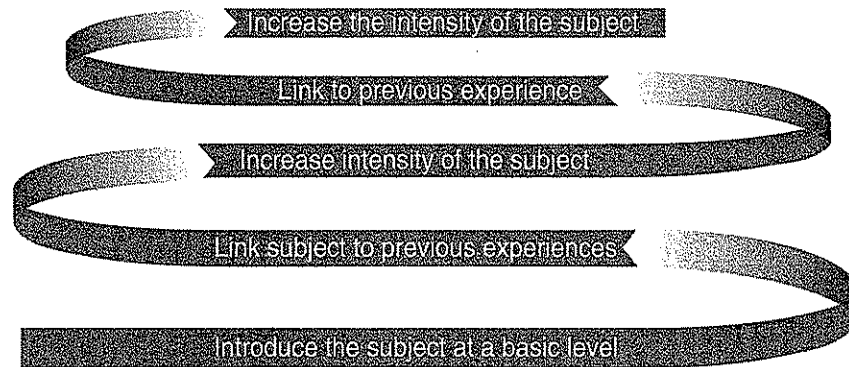 Increase the intensity of the subject
Link to previous experience
Increase intensity of the subject
Link subject to previous experiences
Introduce the subject at a basic level